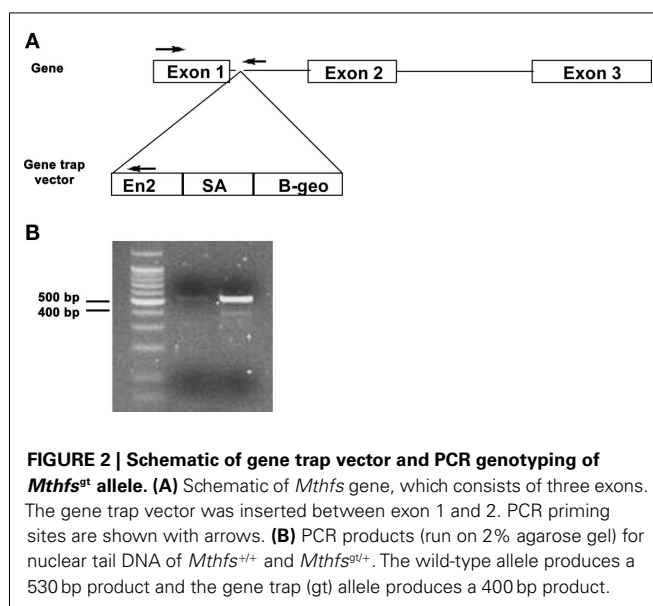 A
Gene
Exon 1
Exon 2
Exon 3
Gene trap
vector
En2
SA
B-geo
B
500 bp
400 bp
FIGURE 2 | Schematic of gene trap vector and PCR genotyping of
Mthfsᵍᵗ allele. (A) Schematic of Mthfs gene, which consists of three exons.
The gene trap vector was inserted between exon 1 and 2. PCR priming
sites are shown with arrows. (B) PCR products (run on 2% agarose gel) for
nuclear tail DNA of Mthfs⁺/⁺ and Mthfsᵍᵗ/⁺. The wild-type allele produces a
530 bp product and the gene trap (gt) allele produces a 400 bp product.